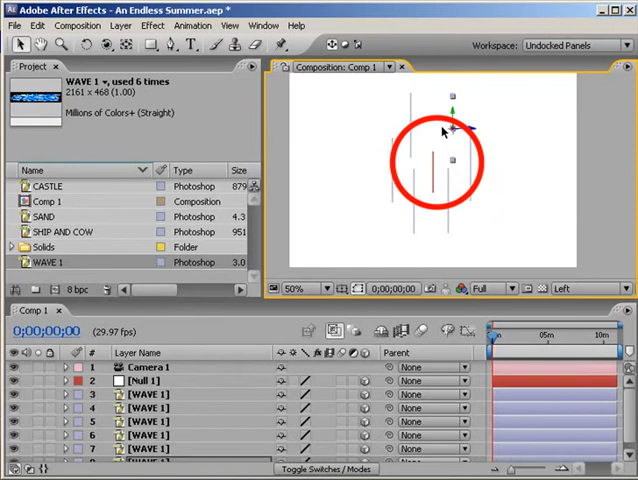 Adobe After Effects - An Endless Summer.aep *
File Edit Composition Layer Effect Animation View Window Help
Workspace: Undocked Panels
Project ×
Composition: Comp 1
WAVE 1, used 6 times
2161 x 468 (1.00)
Millions of Colors+ (Straight)
Name Type Size
CASTLE Photoshop 879
Comp 1 Composition
SAND Photoshop 4.3
SHIP AND COW Photoshop 951
Solids Folder
WAVE 1 Photoshop 3.0
8 bpc
50% 0;00;00;00 Full Left
Comp 1 ×
0;00;00;00 (29.97 fps)
05m 10m
# Layer Name Parent
1 Camera 1 None
2 [Null 1] None
3 [WAVE 1] None
4 [WAVE 1] None
5 [WAVE 1] None
6 [WAVE 1] None
7 [WAVE 1] None
Toggle Switches / Modes